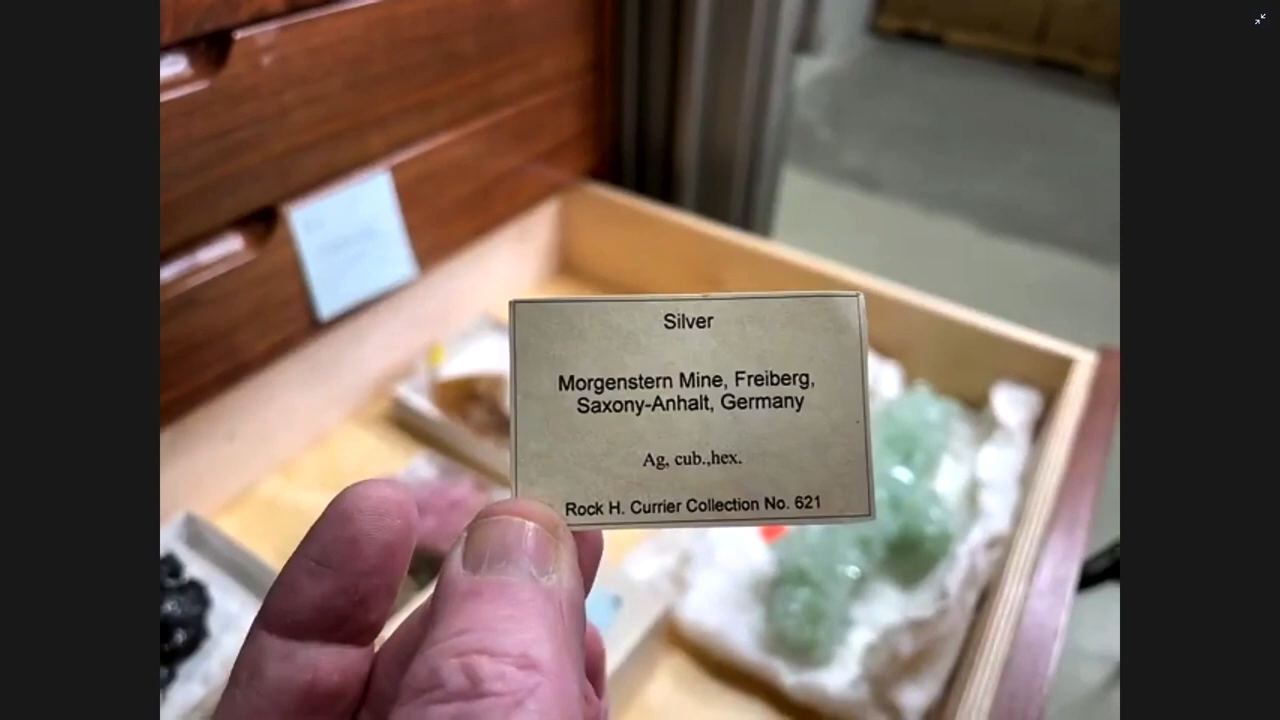 Silver
Morgenstern Mine, Freiberg,
Saxony-Anhalt, Germany
Ag, cub.,hex.
Rock H. Currier Collection No. 621